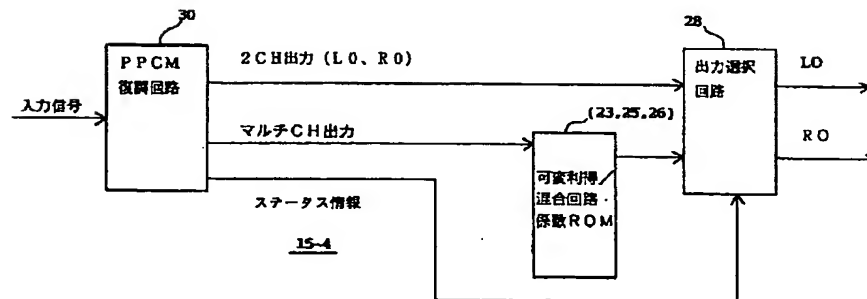 30
PPCM
復調回路
2CH出力(L0、R0)
28
出力選択
回路
LO
RO
入力信号
マルチCH出力
(23,25,26)
可変利得
混合回路・
係数ROM
ステータス情報
15-4